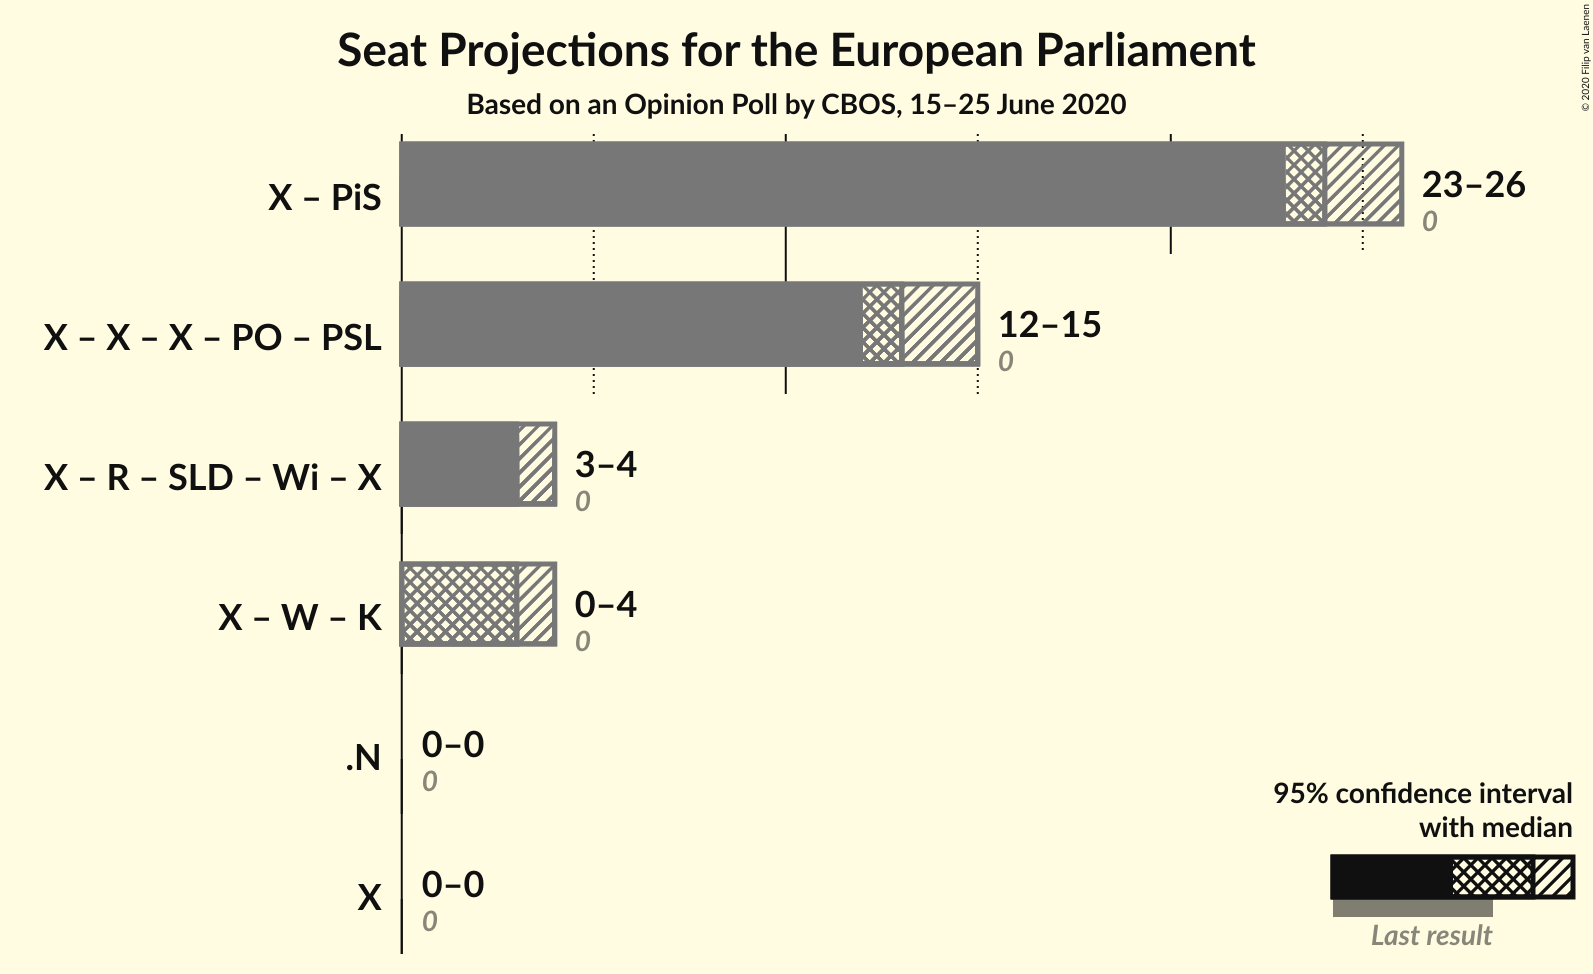 Seat Projections for the European Parliament
Based on an Opinion Poll by CBOS, 15–25 June 2020
© 2020 Filip van Laenen
X – PiS
23–26
0
X – X – X – PO – PSL
12–15
0
X – R – SLD – Wi – X
3–4
0
X – W – K
0–4
0
.N
0–0
0
X
0–0
0
95% confidence interval
with median
Last result